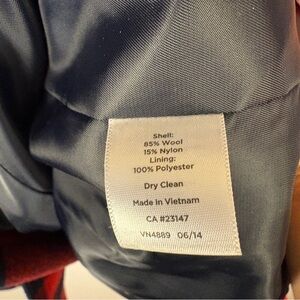 Shell:
85% Wool
15% Nylon
Lining:
100% Polyester
Dry Clean
Made in Vietnam
CA #23147
VN4889 06/14